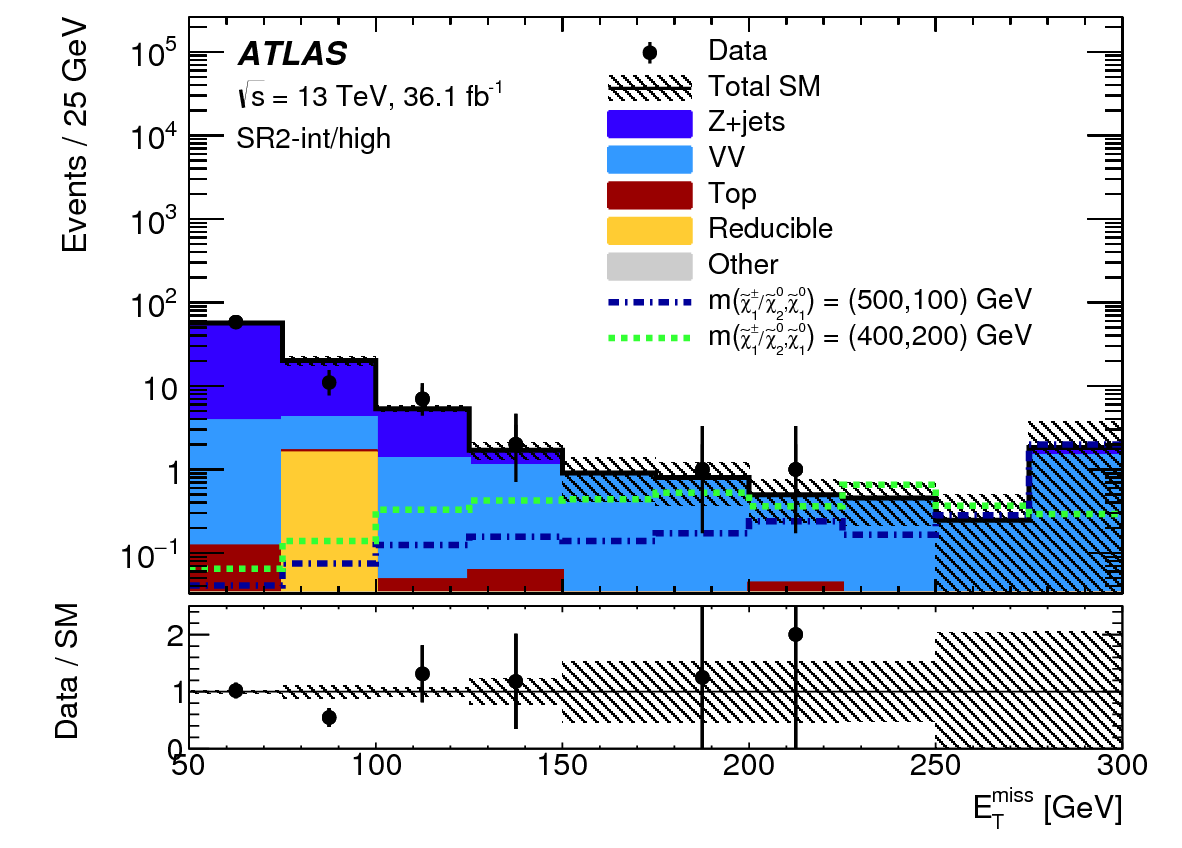 ATLAS
√s = 13 TeV, 36.1 fb⁻¹
SR2-int/high
Data
Total SM
Z+jets
VV
Top
Reducible
Other
m(χ̃₁±/χ̃₂⁰,χ̃₁⁰) = (500,100) GeV
m(χ̃₁±/χ̃₂⁰,χ̃₁⁰) = (400,200) GeV
Events / 25 GeV
10⁵
10⁴
10³
10²
10
1
10⁻¹
Data / SM
2
1
0
50 100 150 200 250 300
E_T^miss [GeV]